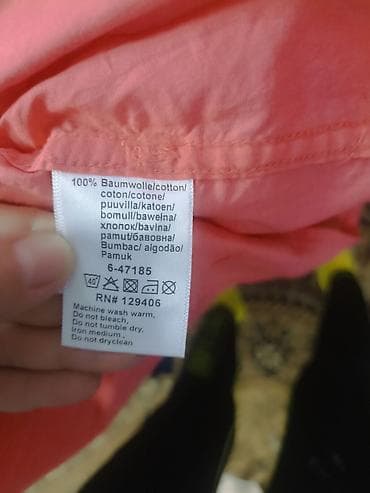 100% Baumwolle/cotton/
coton/cotone/
puuvilla/katoen/
bomull/bawełna/
хлопок/bavlna/
pamut/бавовна/
Bumbac/ algodão/
Pamuk
6-47185
40
RN# 129406
Machine wash warm,
Do not bleach,
Do not tumble dry,
Iron medium ,
Do not dryclean